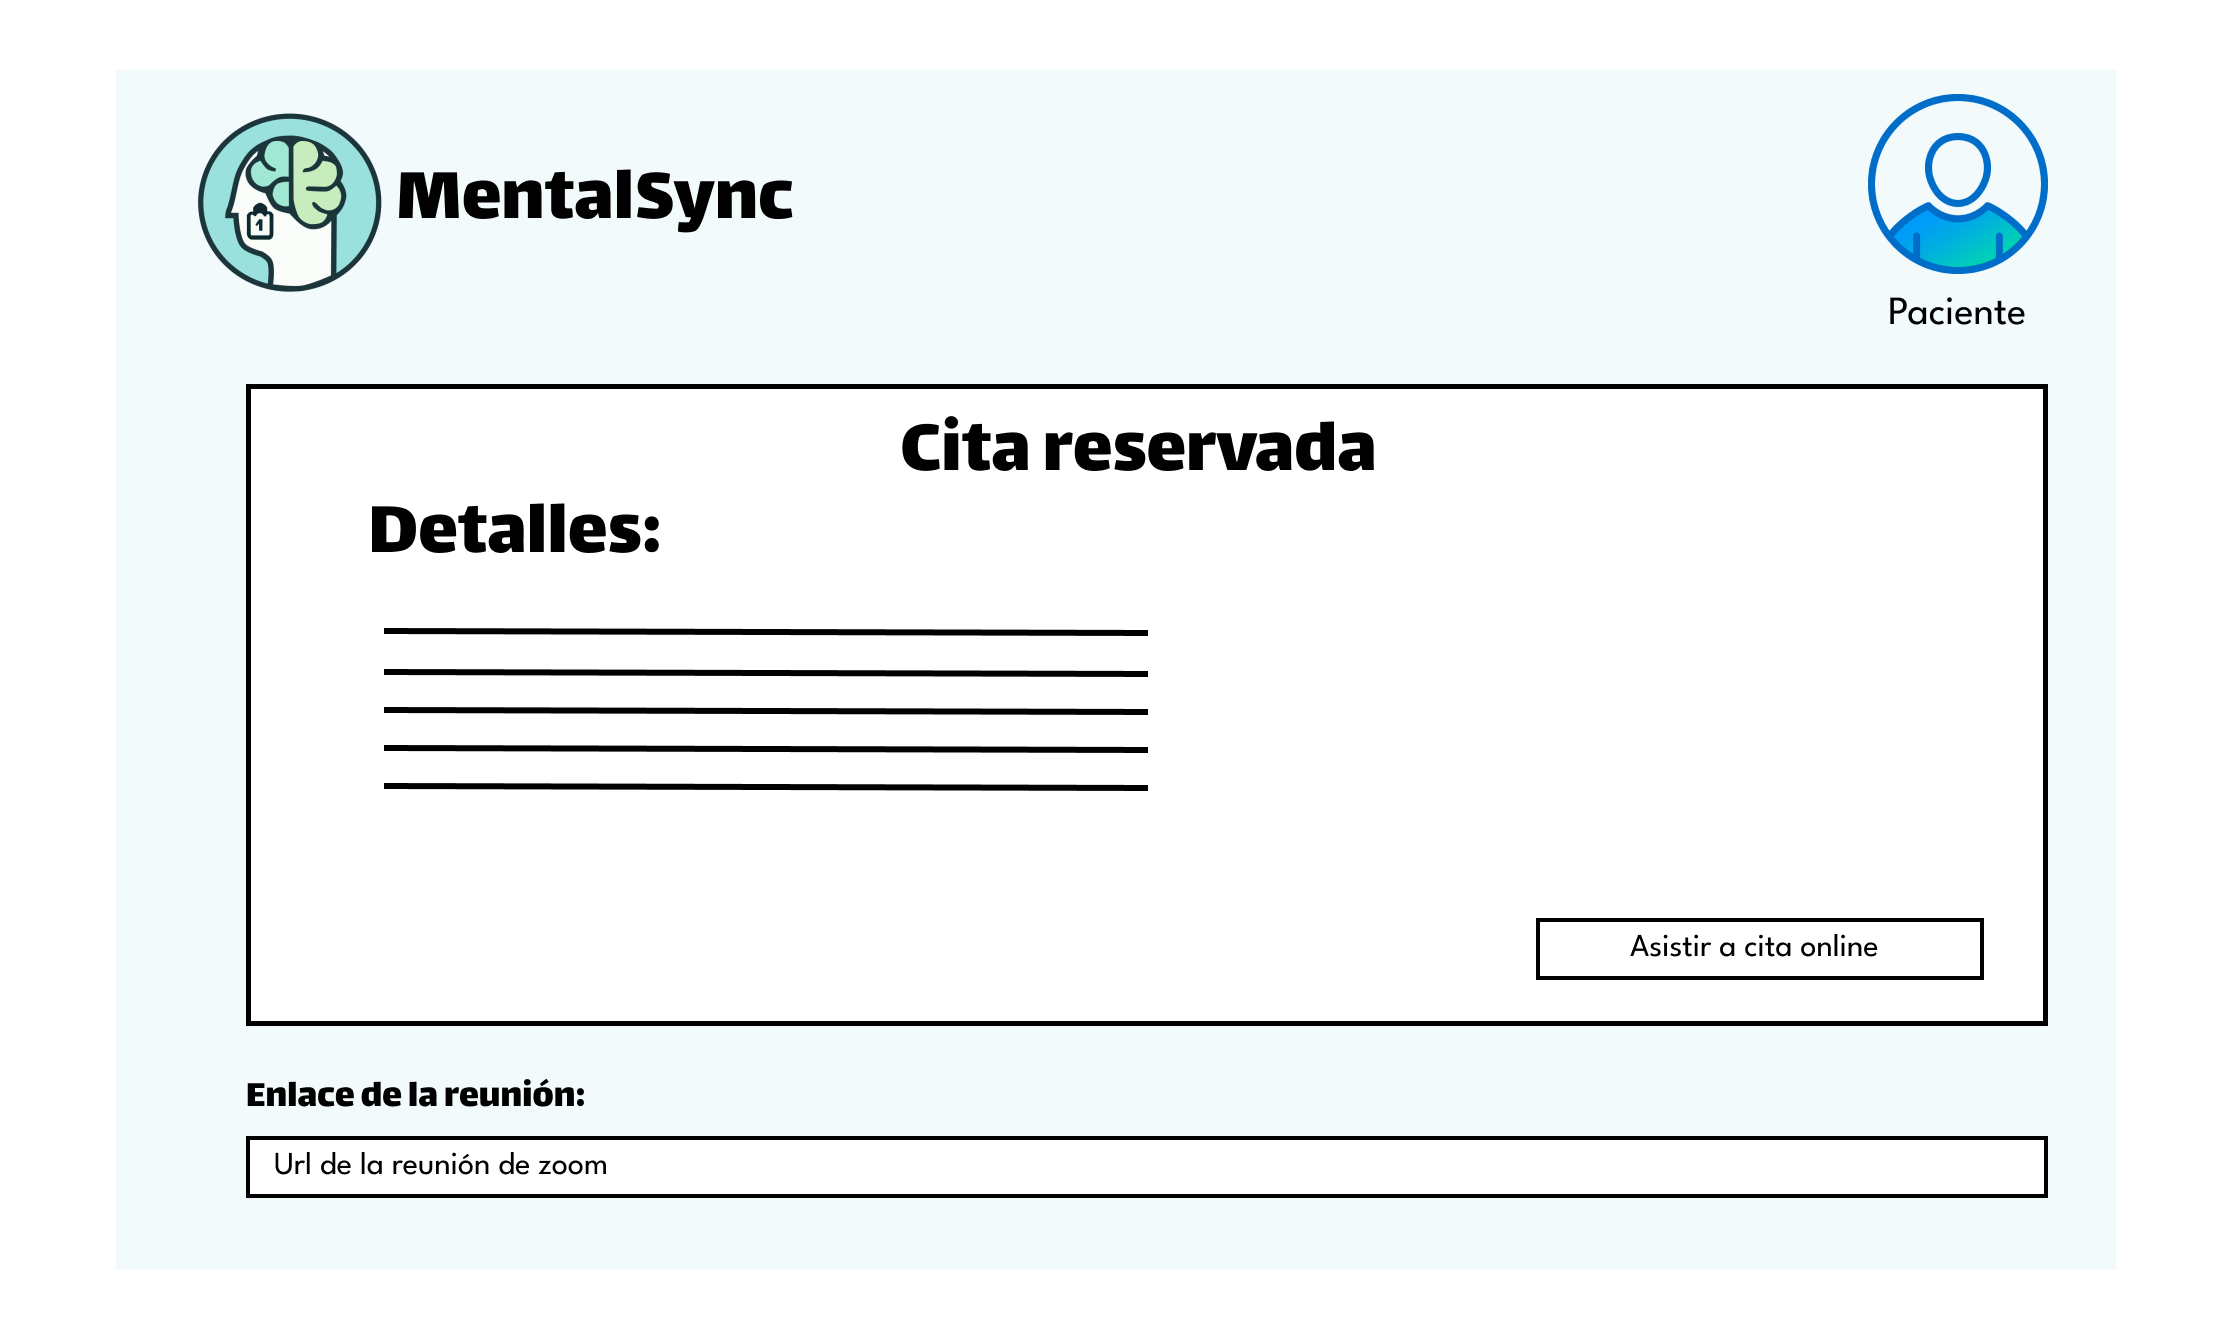 MentalSync
Paciente
Cita reservada
Detalles:
Asistir a cita online
Enlace de la reunión:
Url de la reunión de zoom